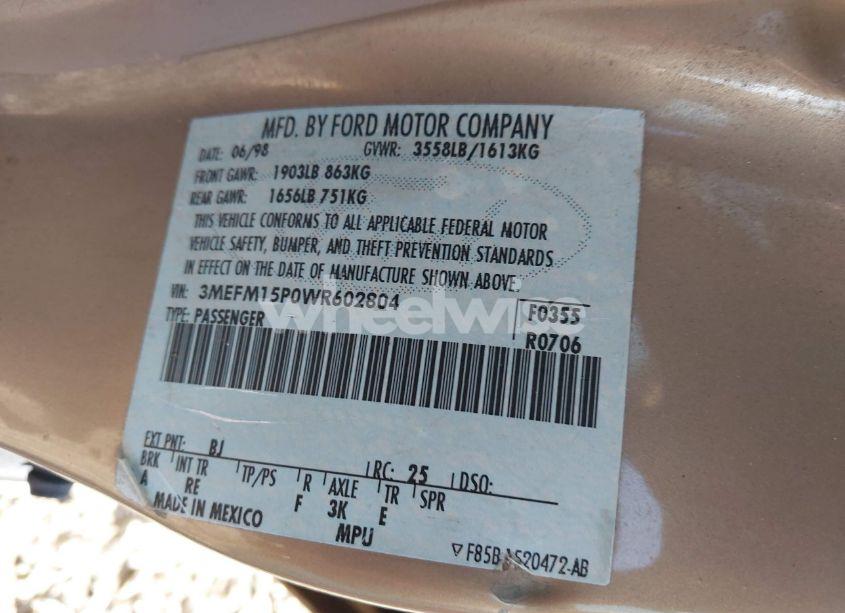 MFD. BY FORD MOTOR COMPANY
DATE: 06/98 GVWR: 3558LB/1613KG
FRONT GAWR: 1903LB 863KG
REAR GAWR: 1656LB 751KG
THIS VEHICLE CONFORMS TO ALL APPLICABLE FEDERAL MOTOR
VEHICLE SAFETY, BUMPER, AND THEFT PREVENTION STANDARDS
IN EFFECT ON THE DATE OF MANUFACTURE SHOWN ABOVE.
VIN: 3MEFM15P0WR602804 F0355
TYPE: PASSENGER R0706
wheelwise
EXT PNT: BJ RC: 25 DSO:
BRK INT TR TP/PS R AXLE TR SPR
A RE F 3K E
MADE IN MEXICO MPU
F85B 20472-AB